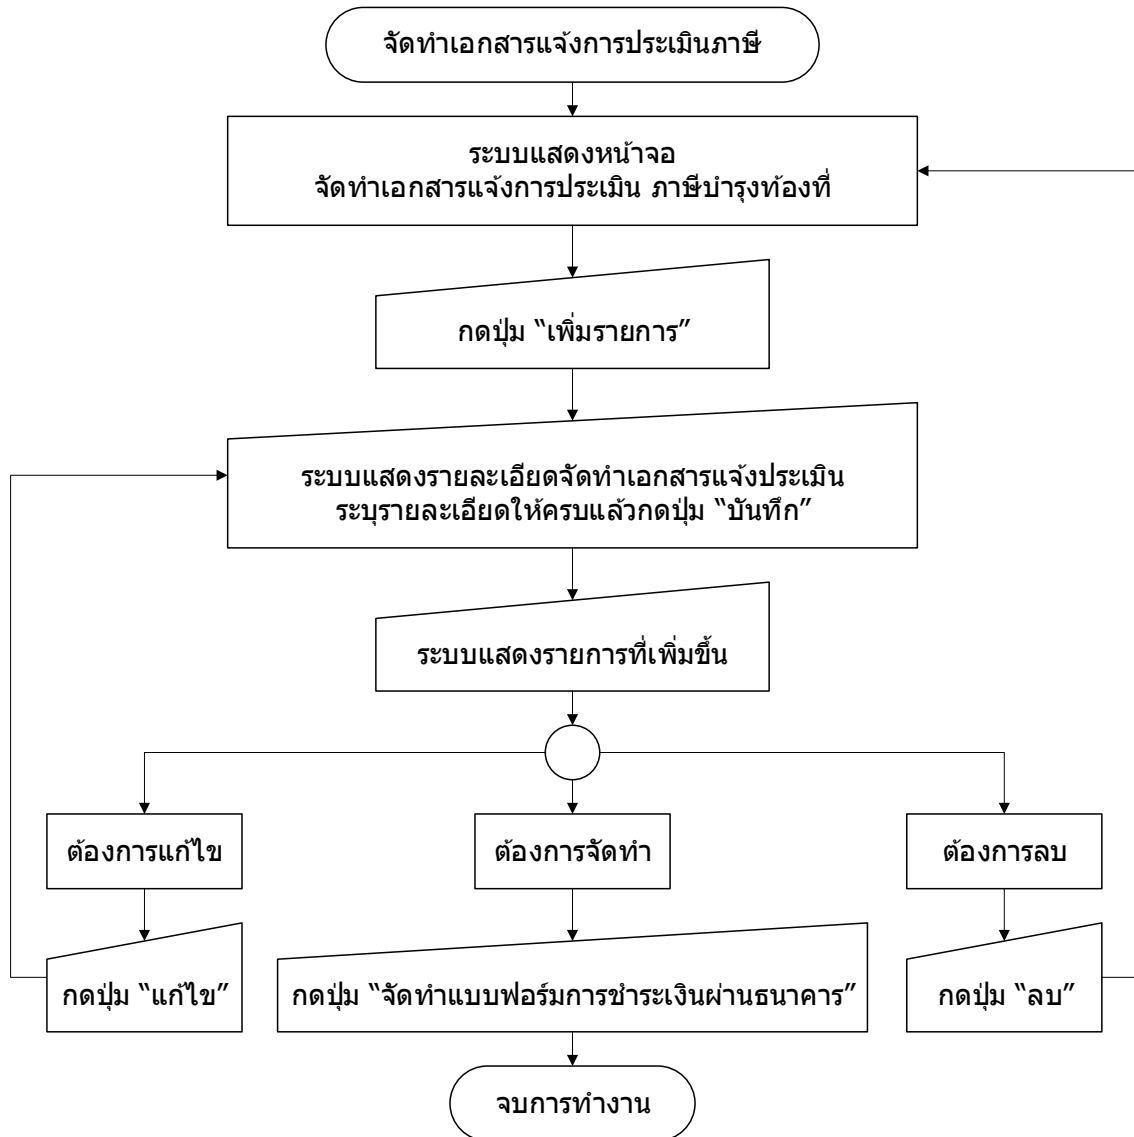 จัดทำเอกสารแจ้งการประเมินภาษี
ระบบแสดงหน้าจอ
จัดทำเอกสารแจ้งการประเมิน ภาษีบำรุงท้องที่
กดปุ่ม “เพิ่มรายการ”
ระบบแสดงรายละเอียดจัดทำเอกสารแจ้งประเมิน
ระบุรายละเอียดให้ครบแล้วกดปุ่ม “บันทึก”
ระบบแสดงรายการที่เพิ่มขึ้น
ต้องการแก้ไข
ต้องการจัดทำ
ต้องการลบ
กดปุ่ม “แก้ไข”
กดปุ่ม “จัดทำแบบฟอร์มการชำระเงินผ่านธนาคาร”
กดปุ่ม “ลบ”
จบการทำงาน